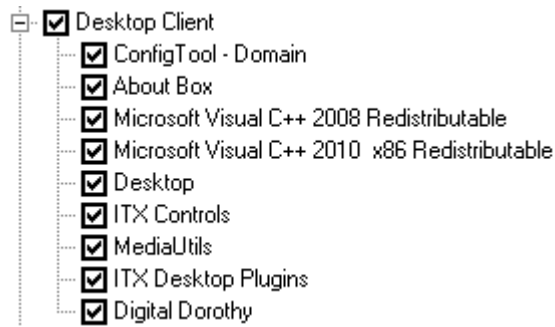 Desktop Client
ConfigTool - Domain
About Box
Microsoft Visual C++ 2008 Redistributable
Microsoft Visual C++ 2010  x86 Redistributable
Desktop
ITX Controls
MediaUtils
ITX Desktop Plugins
Digital Dorothy